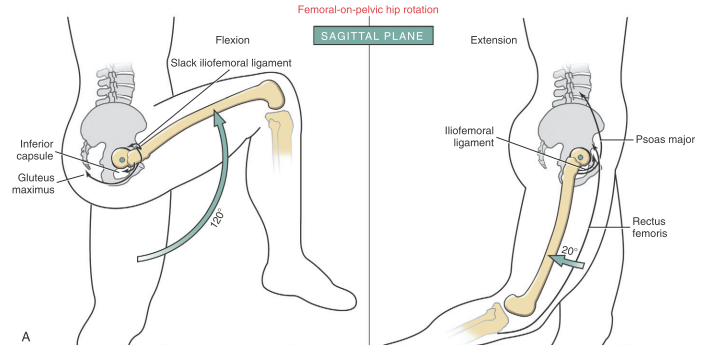 Femoral-on-pelvic hip rotation
SAGITTAL PLANE
Flexion
Slack iliofemoral ligament
Inferior
capsule
Gluteus
maximus
120°
A
Extension
Iliofemoral
ligament
Psoas major
Rectus
femoris
20°